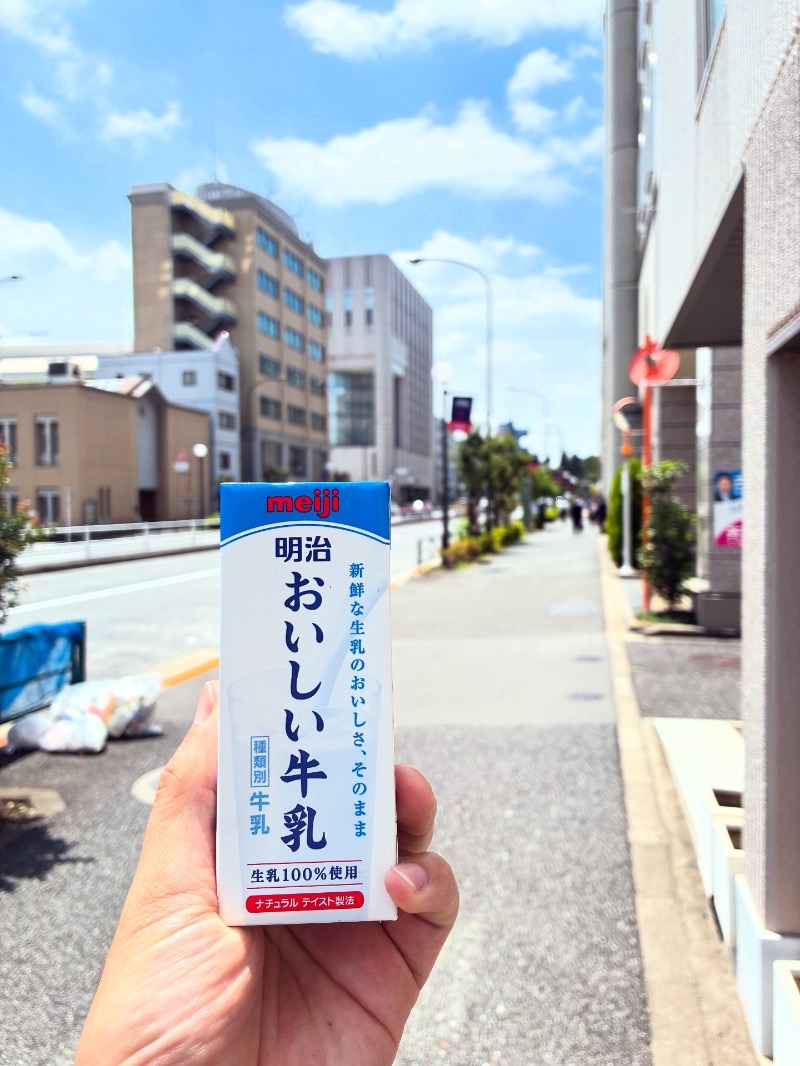 meiji
明治
おいしい牛乳
新鮮な生乳のおいしさ、そのまま
種類別
牛乳
生乳100%使用
ナチュラル テイスト製法